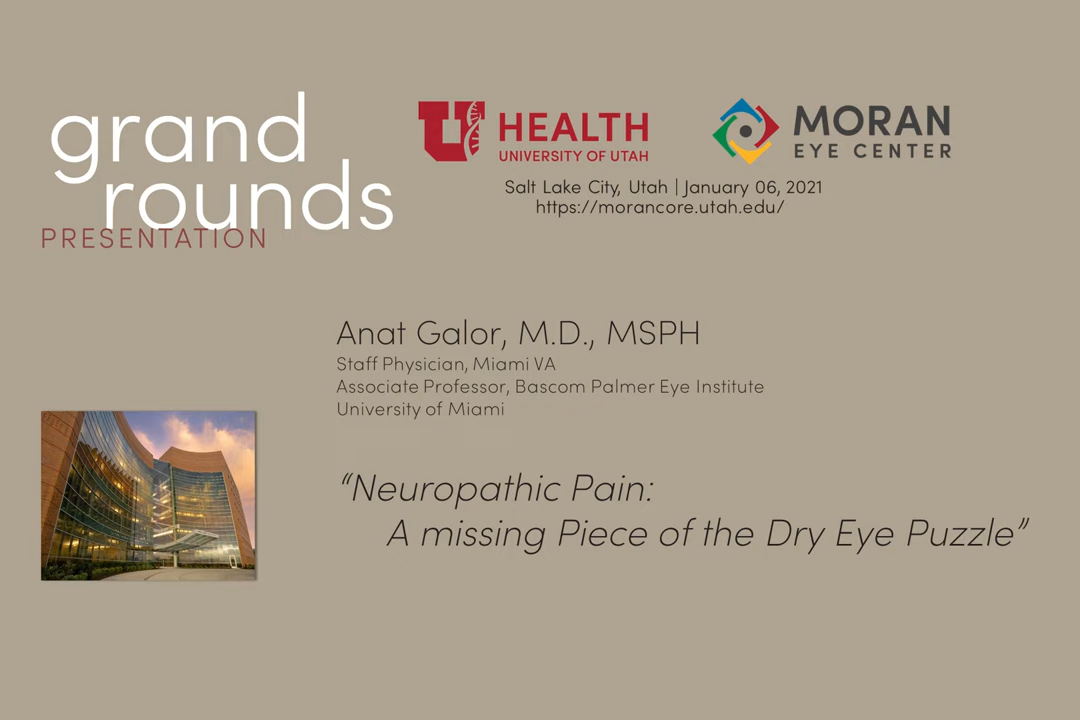 grand
rounds
PRESENTATION
U HEALTH
UNIVERSITY OF UTAH
MORAN
EYE CENTER
Salt Lake City, Utah | January 06, 2021
https://morancore.utah.edu/
Anat Galor, M.D., MSPH
Staff Physician, Miami VA
Associate Professor, Bascom Palmer Eye Institute
University of Miami
“Neuropathic Pain:
A missing Piece of the Dry Eye Puzzle”